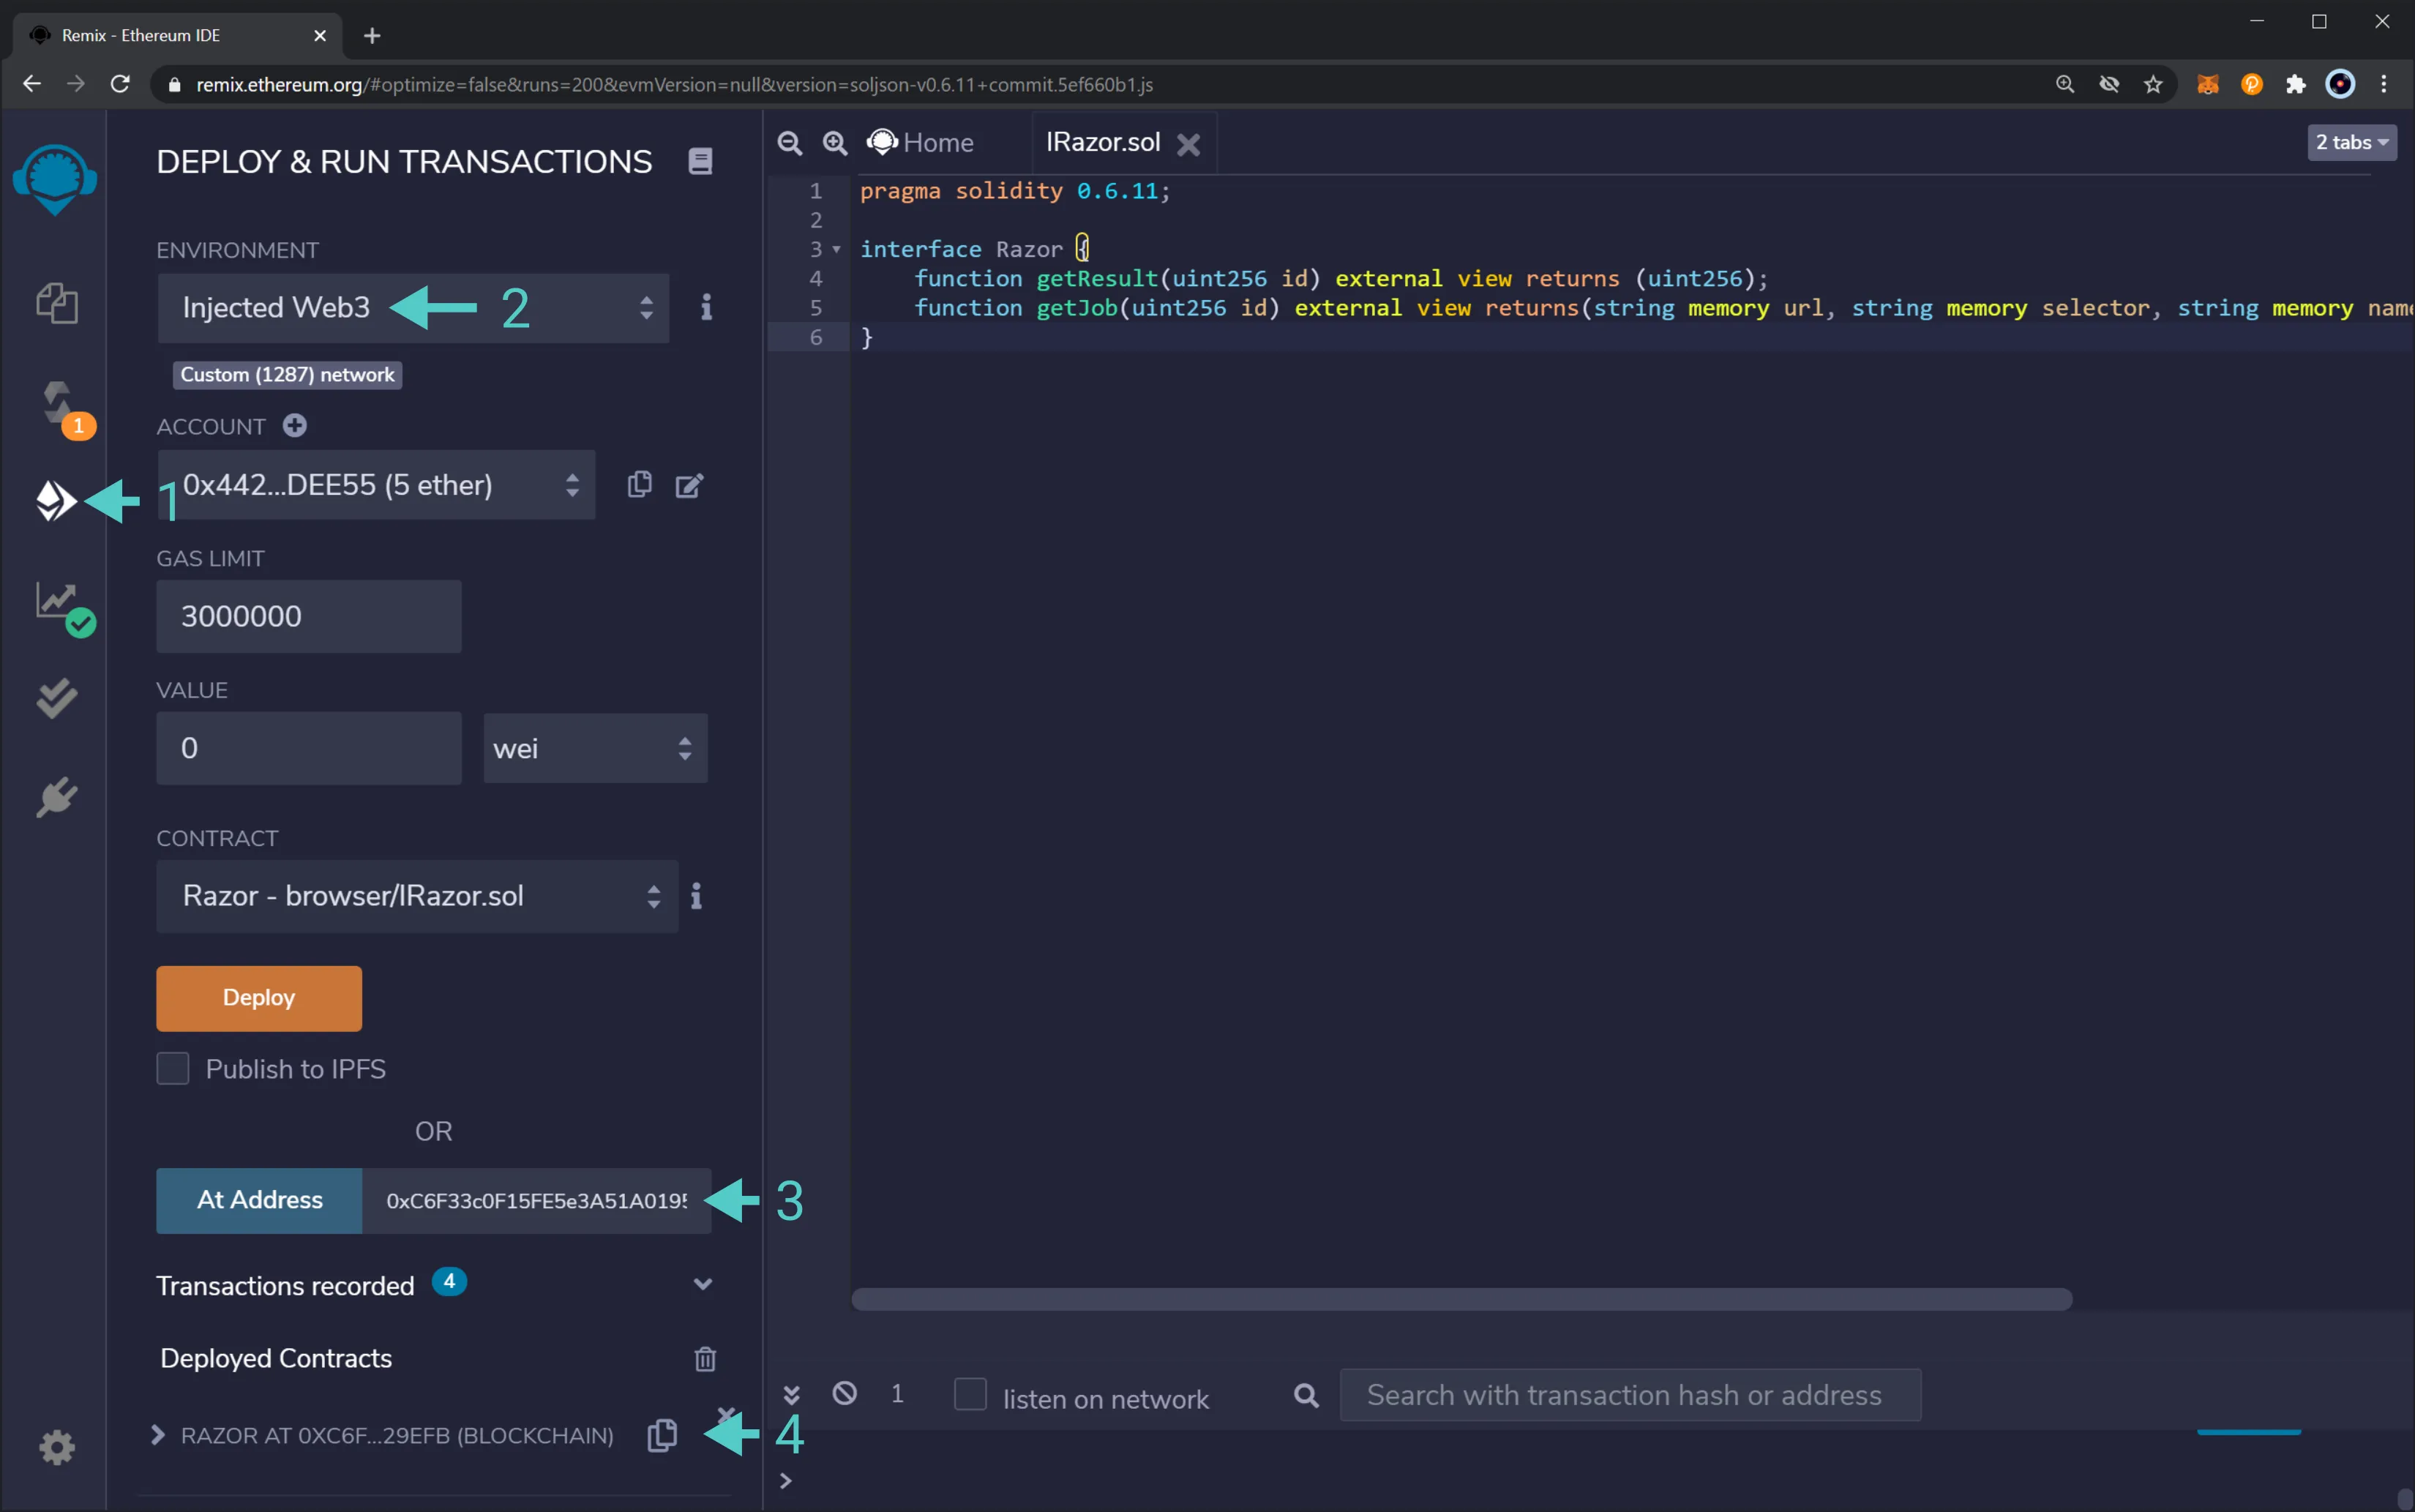 Remix - Ethereum IDE
remix.ethereum.org/#optimize=false&runs=200&evmVersion=null&version=soljson-v0.6.11+commit.5ef660b1.js
DEPLOY & RUN TRANSACTIONS
ENVIRONMENT
Injected Web3
2
Custom (1287) network
ACCOUNT
1
1
0x442...DEE55 (5 ether)
GAS LIMIT
3000000
VALUE
0
wei
CONTRACT
Razor - browser/IRazor.sol
Deploy
Publish to IPFS
OR
At Address
0xC6F33c0F15FE5e3A51A0195
3
Transactions recorded 4
Deployed Contracts
RAZOR AT 0XC6F...29EFB (BLOCKCHAIN)
4
Home
IRazor.sol
2 tabs
1 pragma solidity 0.6.11;
2
3 interface Razor {
4 function getResult(uint256 id) external view returns (uint256);
5 function getJob(uint256 id) external view returns(string memory url, string memory selector, string memory name
6 }
1
listen on network
Search with transaction hash or address
>